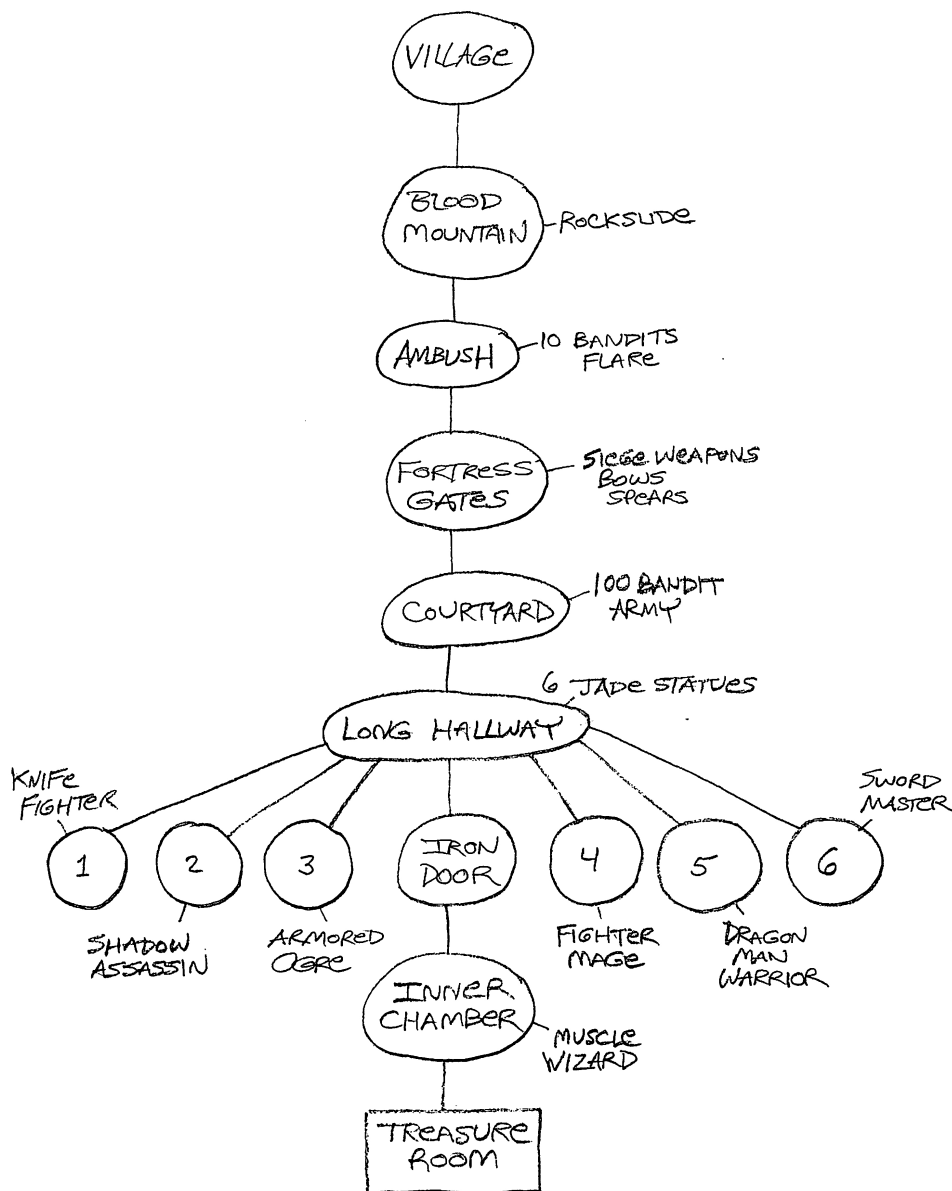 VILLAGE
BLOOD
MOUNTAIN
ROCKSLIDE
AMBUSH
10 BANDITS
FLARE
FORTRESS
GATES
SIEGE WEAPONS
BOWS
SPEARS
COURTYARD
100 BANDIT
ARMY
6 JADE STATUES
LONG HALLWAY
KNIFE
FIGHTER
SWORD
MASTER
1
2
3
IRON
DOOR
4
5
6
SHADOW
ASSASSIN
ARMORED
OGRE
FIGHTER
MAGE
DRAGON
MAN
WARRIOR
INNER
CHAMBER
MUSCLE
WIZARD
TREASURE
ROOM